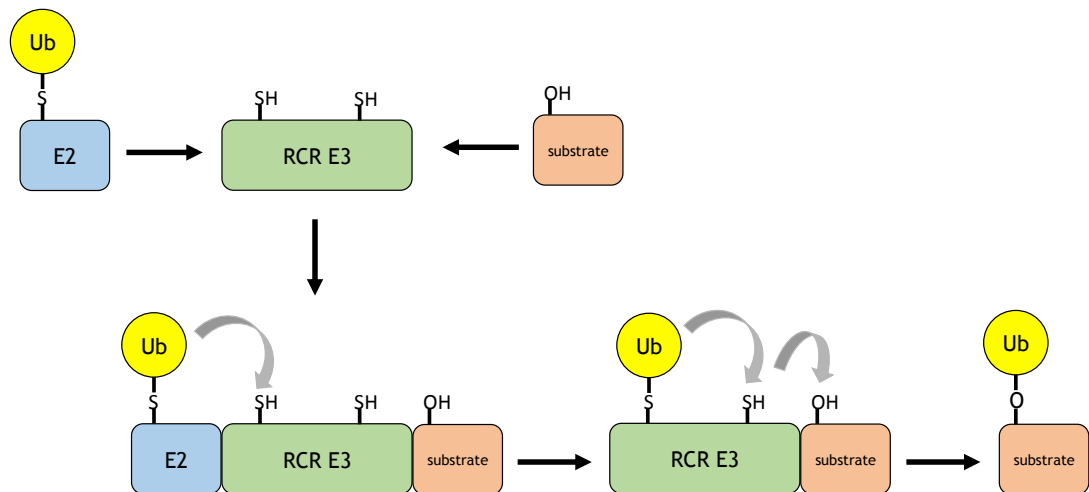 Ub
S
E2
SH SH
RCR E3
OH
substrate
Ub
S
E2
SH SH
RCR E3
OH
substrate
Ub
S
SH
RCR E3
OH
substrate
Ub
O
substrate